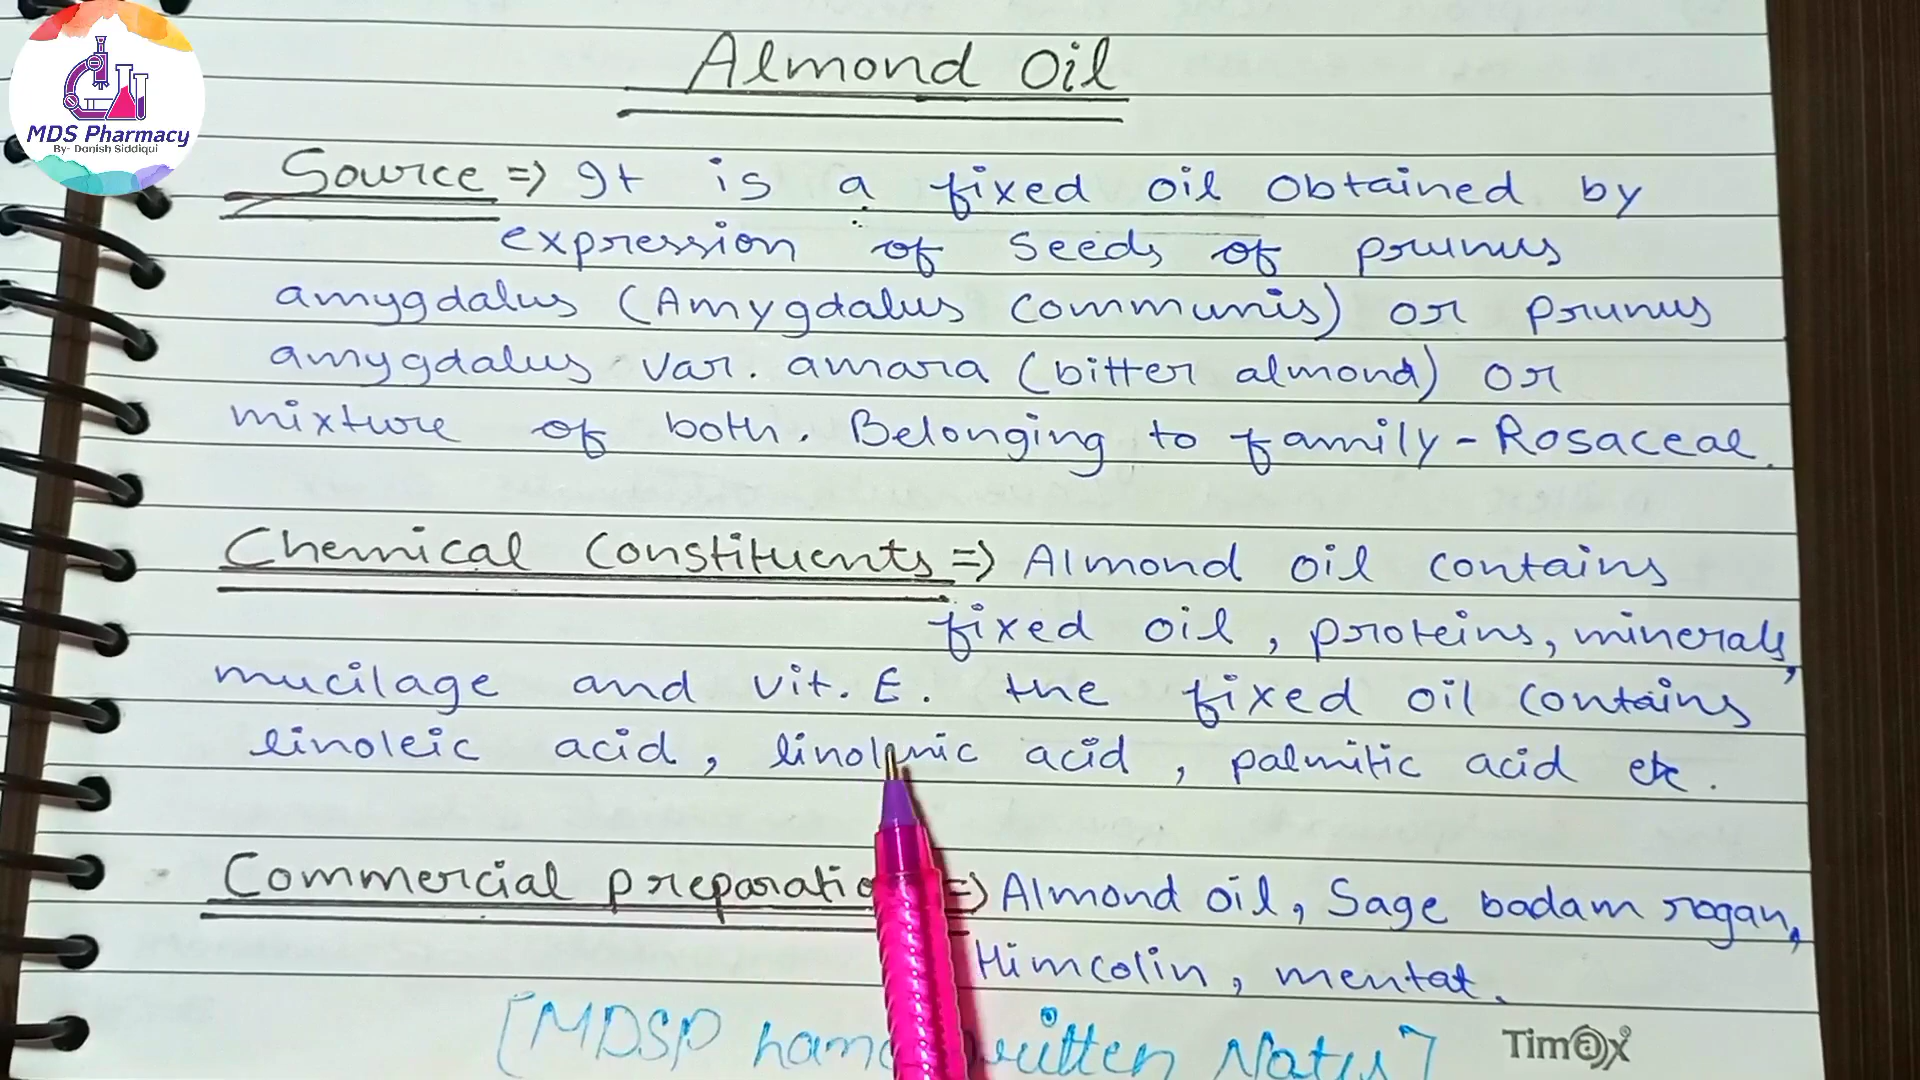 MDS Pharmacy
By- Danish Siddiqui
Almond Oil
Source => It is a fixed oil obtained by
expression of seeds of prunus
amygdalus (Amygdalus communis) or prunus
amygdalus var. amara (bitter almond) or
mixture of both. Belonging to family - Rosaceae.
Chemical Constituents => Almond oil contains
fixed oil, proteins, minerals,
mucilage and vit. E. the fixed oil contains
linoleic acid, linolenic acid, palmitic acid etc.
Commercial preparation => Almond oil, Sage badam rogan,
Himcolin, mentat.
[MDSP hand written Notes]
Timex